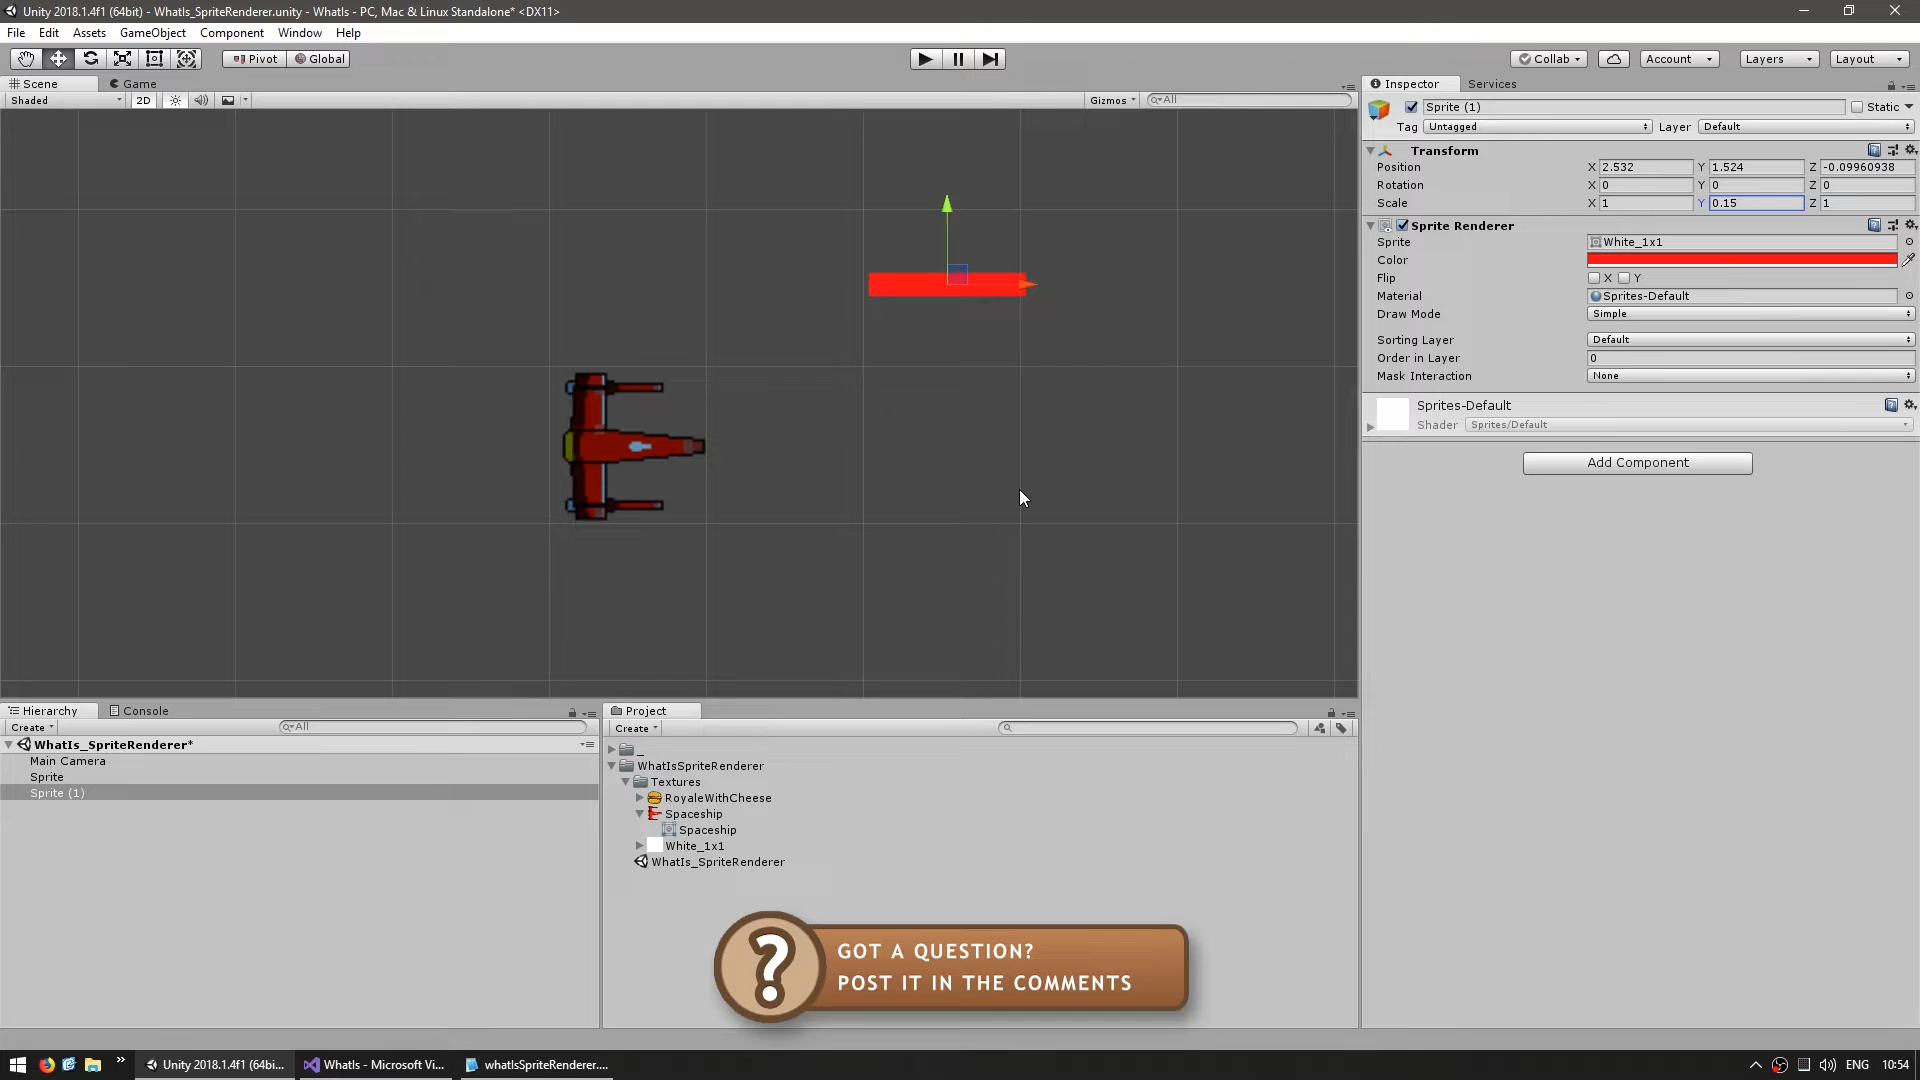 Unity 2018.1.4f1 (64bit) - WhatIs_SpriteRenderer.unity - WhatIs - PC, Mac & Linux Standalone* <DX11>
File Edit Assets GameObject Component Window Help
Pivot Global Collab Account Layers Layout
Scene Game
Shaded 2D Gizmos All
Inspector Services
Sprite (1) Static
Tag Untagged Layer Default
Transform
Position X 2.532 Y 1.524 Z -0.09960938
Rotation X 0 Y 0 Z 0
Scale X 1 Y 0.15 Z 1
Sprite Renderer
Sprite White_1x1
Color
Flip X Y
Material Sprites-Default
Draw Mode Simple
Sorting Layer Default
Order in Layer 0
Mask Interaction None
Sprites-Default
Shader Sprites/Default
Add Component
Hierarchy Console
Create All
WhatIs_SpriteRenderer*
Main Camera
Sprite
Sprite (1)
Project
Create
_
WhatIsSpriteRenderer
Textures
RoyaleWithCheese
Spaceship
Spaceship
White_1x1
WhatIs_SpriteRenderer
?
GOT A QUESTION?
POST IT IN THE COMMENTS
Unity 2018.1.4f1 (64bi... WhatIs - Microsoft Vi... whatIsSpriteRenderer.... ENG 10:54